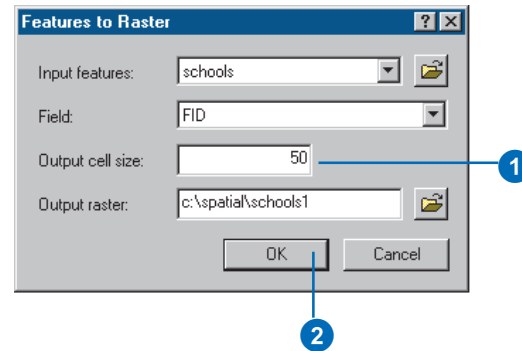 Features to Raster
Input features: schools
Field: FID
Output cell size: 50
1
Output raster: c:\spatial\schools1
OK Cancel
2